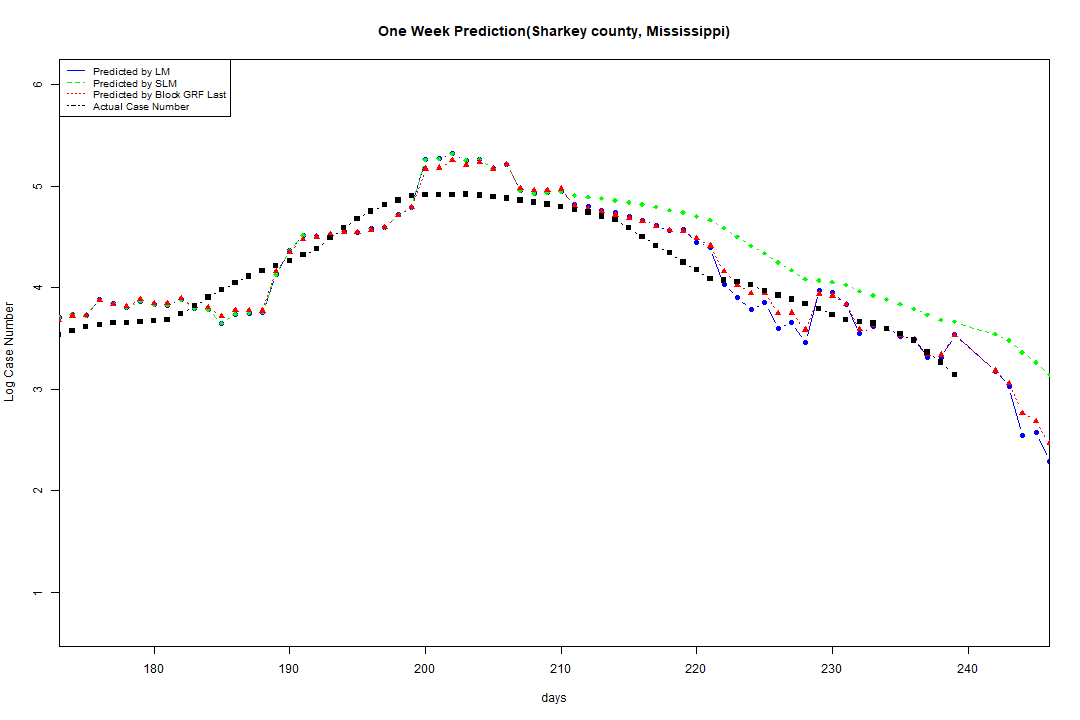 One Week Prediction(Sharkey county, Mississippi)
Predicted by LM
Predicted by SLM
Predicted by Block GRF Last
Actual Case Number
Log Case Number
6
5
4
3
2
1
180 190 200 210 220 230 240
days